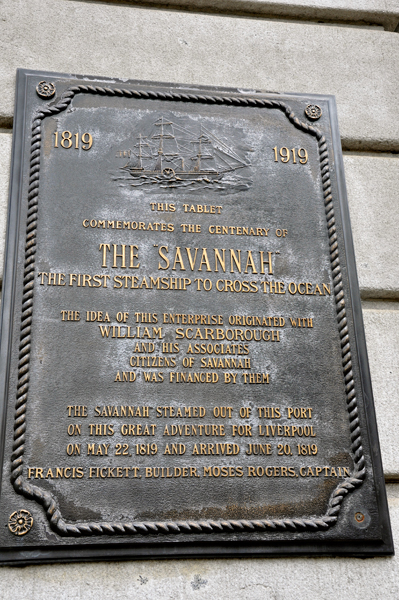 1819 1919
THIS TABLET
COMMEMORATES THE CENTENARY OF
THE "SAVANNAH"
THE FIRST STEAMSHIP TO CROSS THE OCEAN
THE IDEA OF THIS ENTERPRISE ORIGINATED WITH
WILLIAM SCARBOROUGH
AND HIS ASSOCIATES
CITIZENS OF SAVANNAH
AND WAS FINANCED BY THEM
THE SAVANNAH STEAMED OUT OF THIS PORT
ON THIS GREAT ADVENTURE FOR LIVERPOOL
ON MAY 22, 1819 AND ARRIVED JUNE 20, 1819
FRANCIS FICKETT, BUILDER, MOSES ROGERS, CAPTAIN